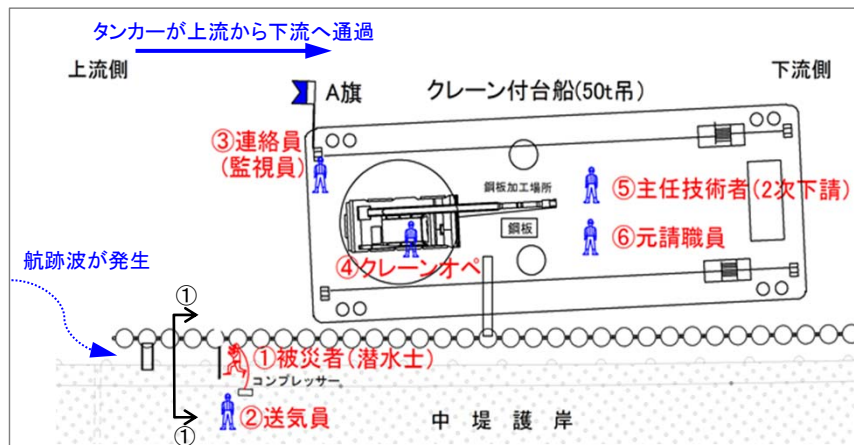 タンカーが上流から下流へ通過
上流側
下流側
A旗
クレーン付台船(50t吊)
③連絡員
(監視員)
鋼板加工場所
⑤主任技術者(2次下請)
鋼板
⑥元請職員
④クレーンオペ
航跡波が発生
①
①被災者(潜水士)
コンプレッサー
②送気員
中堤護岸
①